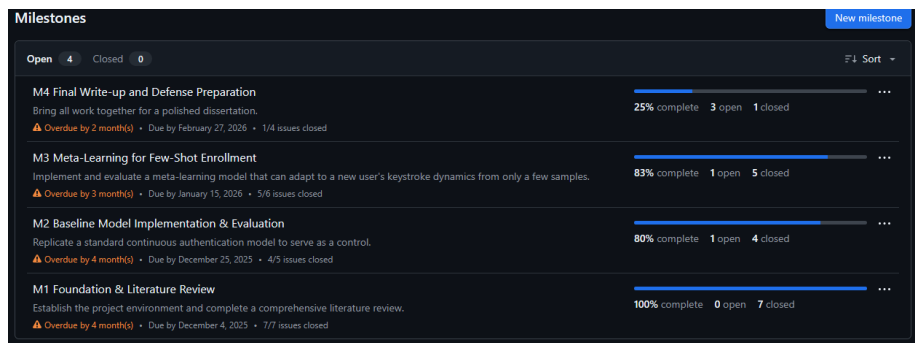 Milestones
New milestone
Open 4 Closed 0
Sort
M4 Final Write-up and Defense Preparation
Bring all work together for a polished dissertation.
Overdue by 2 month(s) • Due by February 27, 2026 • 1/4 issues closed
25% complete 3 open 1 closed
M3 Meta-Learning for Few-Shot Enrollment
Implement and evaluate a meta-learning model that can adapt to a new user's keystroke dynamics from only a few samples.
Overdue by 3 month(s) • Due by January 15, 2026 • 5/6 issues closed
83% complete 1 open 5 closed
M2 Baseline Model Implementation & Evaluation
Replicate a standard continuous authentication model to serve as a control.
Overdue by 4 month(s) • Due by December 25, 2025 • 4/5 issues closed
80% complete 1 open 4 closed
M1 Foundation & Literature Review
Establish the project environment and complete a comprehensive literature review.
Overdue by 4 month(s) • Due by December 4, 2025 • 7/7 issues closed
100% complete 0 open 7 closed